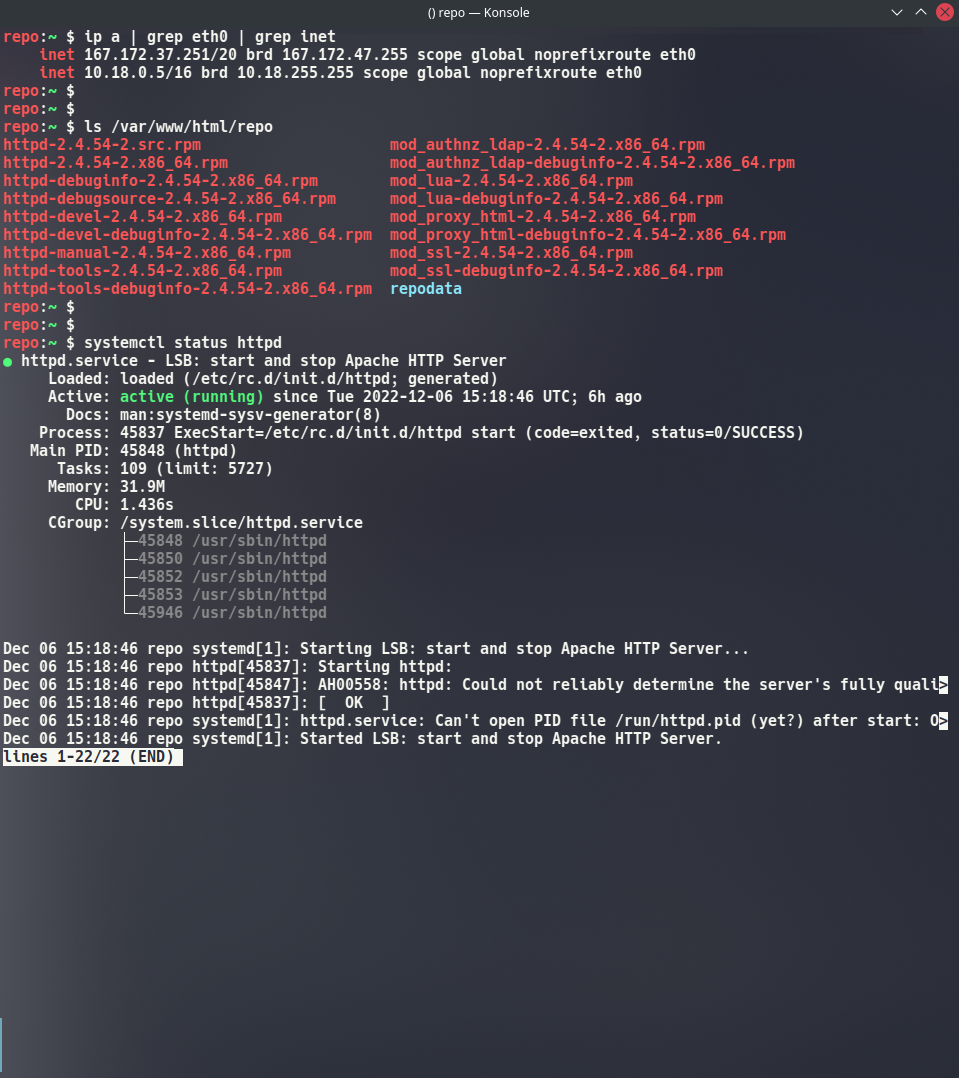 () repo — Konsole
repo:~ $ ip a | grep eth0 | grep inet
    inet 167.172.37.251/20 brd 167.172.47.255 scope global noprefixroute eth0
    inet 10.18.0.5/16 brd 10.18.255.255 scope global noprefixroute eth0
repo:~ $
repo:~ $
repo:~ $ ls /var/www/html/repo
httpd-2.4.54-2.src.rpm                     mod_authnz_ldap-2.4.54-2.x86_64.rpm
httpd-2.4.54-2.x86_64.rpm                  mod_authnz_ldap-debuginfo-2.4.54-2.x86_64.rpm
httpd-debuginfo-2.4.54-2.x86_64.rpm        mod_lua-2.4.54-2.x86_64.rpm
httpd-debugsource-2.4.54-2.x86_64.rpm      mod_lua-debuginfo-2.4.54-2.x86_64.rpm
httpd-devel-2.4.54-2.x86_64.rpm            mod_proxy_html-2.4.54-2.x86_64.rpm
httpd-devel-debuginfo-2.4.54-2.x86_64.rpm  mod_proxy_html-debuginfo-2.4.54-2.x86_64.rpm
httpd-manual-2.4.54-2.x86_64.rpm           mod_ssl-2.4.54-2.x86_64.rpm
httpd-tools-2.4.54-2.x86_64.rpm            mod_ssl-debuginfo-2.4.54-2.x86_64.rpm
httpd-tools-debuginfo-2.4.54-2.x86_64.rpm  repodata
repo:~ $
repo:~ $
repo:~ $ systemctl status httpd
● httpd.service - LSB: start and stop Apache HTTP Server
     Loaded: loaded (/etc/rc.d/init.d/httpd; generated)
     Active: active (running) since Tue 2022-12-06 15:18:46 UTC; 6h ago
       Docs: man:systemd-sysv-generator(8)
    Process: 45837 ExecStart=/etc/rc.d/init.d/httpd start (code=exited, status=0/SUCCESS)
   Main PID: 45848 (httpd)
      Tasks: 109 (limit: 5727)
     Memory: 31.9M
        CPU: 1.436s
     CGroup: /system.slice/httpd.service
             ├─45848 /usr/sbin/httpd
             ├─45850 /usr/sbin/httpd
             ├─45852 /usr/sbin/httpd
             ├─45853 /usr/sbin/httpd
             └─45946 /usr/sbin/httpd
Dec 06 15:18:46 repo systemd[1]: Starting LSB: start and stop Apache HTTP Server...
Dec 06 15:18:46 repo httpd[45837]: Starting httpd:
Dec 06 15:18:46 repo httpd[45847]: AH00558: httpd: Could not reliably determine the server's fully quali>
Dec 06 15:18:46 repo httpd[45837]: [  OK  ]
Dec 06 15:18:46 repo systemd[1]: httpd.service: Can't open PID file /run/httpd.pid (yet?) after start: O>
Dec 06 15:18:46 repo systemd[1]: Started LSB: start and stop Apache HTTP Server.
lines 1-22/22 (END)